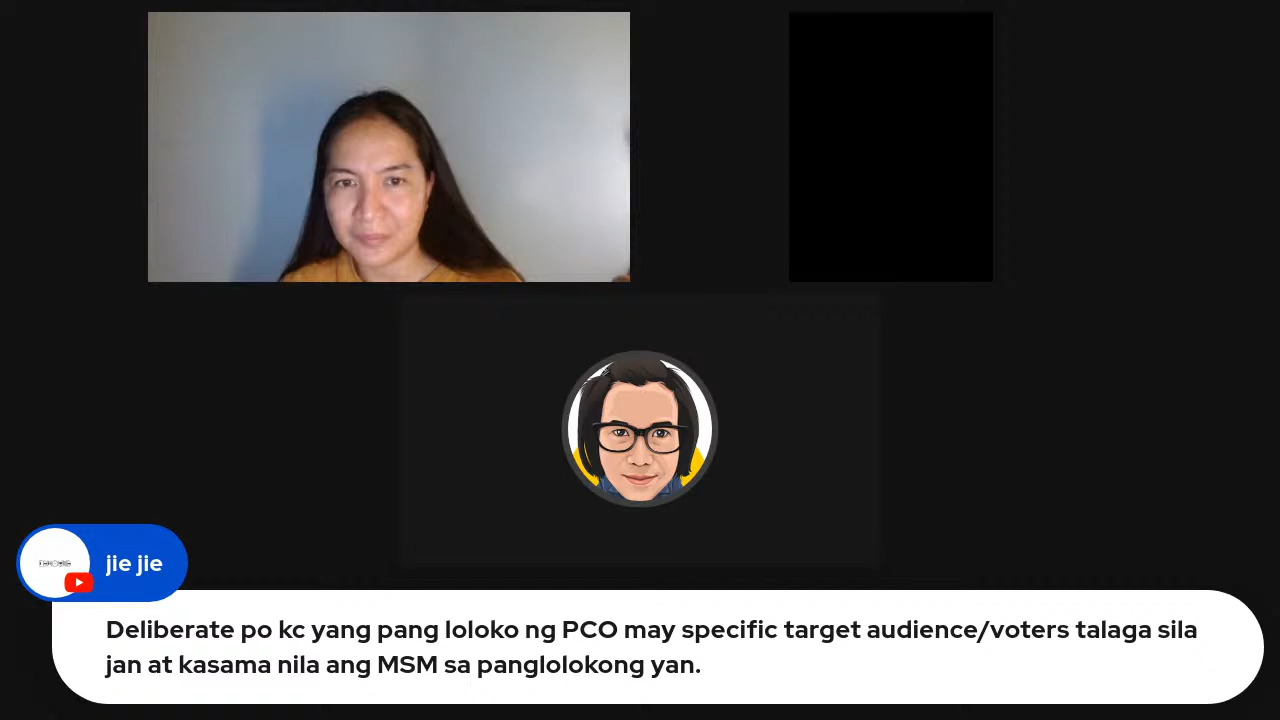 jie jie
Deliberate po kc yang pang loloko ng PCO may specific target audience/voters talaga sila
jan at kasama nila ang MSM sa panglolokong yan.